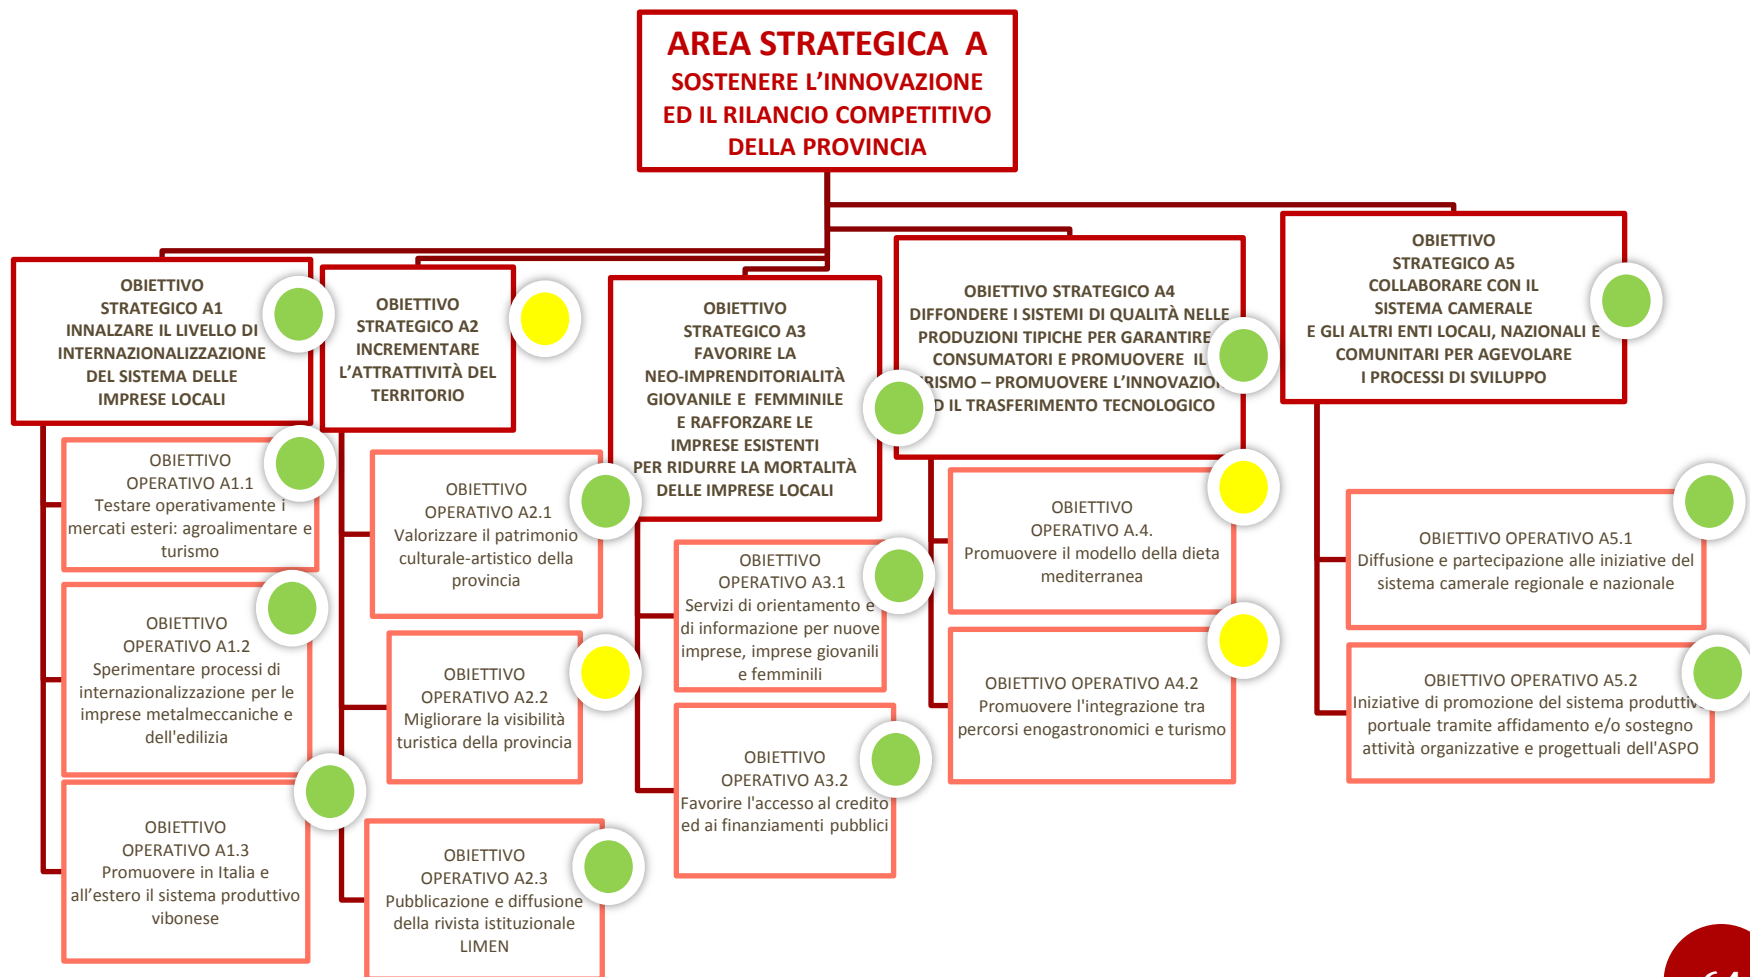 AREA STRATEGICA A
SOSTENERE L'INNOVAZIONE
ED IL RILANCIO COMPETITIVO
DELLA PROVINCIA
OBIETTIVO
STRATEGICO A1
INNALZARE IL LIVELLO DI
INTERNAZIONALIZZAZIONE
DEL SISTEMA DELLE
IMPRESE LOCALI
OBIETTIVO
OPERATIVO A1.1
Testare operativamente i
mercati esteri: agroalimentare e
turismo
OBIETTIVO
OPERATIVO A1.2
Sperimentare processi di
internazionalizzazione per le
imprese metalmeccaniche e
dell'edilizia
OBIETTIVO
OPERATIVO A1.3
Promuovere in Italia e
all'estero il sistema produttivo
vibonese
OBIETTIVO
STRATEGICO A2
INCREMENTARE
L'ATTRATTIVITÀ DEL
TERRITORIO
OBIETTIVO
OPERATIVO A2.1
Valorizzare il patrimonio
culturale-artistico della
provincia
OBIETTIVO
OPERATIVO A2.2
Migliorare la visibilità
turistica della provincia
OBIETTIVO
OPERATIVO A2.3
Pubblicazione e diffusione
della rivista istituzionale
LIMEN
OBIETTIVO
STRATEGICO A3
FAVORIRE LA
NEO-IMPRENDITORIALITÀ
GIOVANILE E FEMMINILE
E RAFFORZARE LE
IMPRESE ESISTENTI
PER RIDURRE LA MORTALITÀ
DELLE IMPRESE LOCALI
OBIETTIVO
OPERATIVO A3.1
Servizi di orientamento e
di informazione per nuove
imprese, imprese giovanili
e femminili
OBIETTIVO
OPERATIVO A3.2
Favorire l'accesso al credito
ed ai finanziamenti pubblici
OBIETTIVO STRATEGICO A4
DIFFONDERE I SISTEMI DI QUALITÀ NELLE
PRODUZIONI TIPICHE PER GARANTIRE
CONSUMATORI E PROMUOVERE IL
RISMO – PROMUOVERE L'INNOVAZION
D IL TRASFERIMENTO TECNOLOGICO
OBIETTIVO
OPERATIVO A.4.
Promuovere il modello della dieta
mediterranea
OBIETTIVO OPERATIVO A4.2
Promuovere l'integrazione tra
percorsi enogastronomici e turismo
OBIETTIVO
STRATEGICO A5
COLLABORARE CON IL
SISTEMA CAMERALE
E GLI ALTRI ENTI LOCALI, NAZIONALI E
COMUNITARI PER AGEVOLARE
I PROCESSI DI SVILUPPO
OBIETTIVO OPERATIVO A5.1
Diffusione e partecipazione alle iniziative del
sistema camerale regionale e nazionale
OBIETTIVO OPERATIVO A5.2
Iniziative di promozione del sistema produttiv
portuale tramite affidamento e/o sostegno
attività organizzative e progettuali dell'ASPO